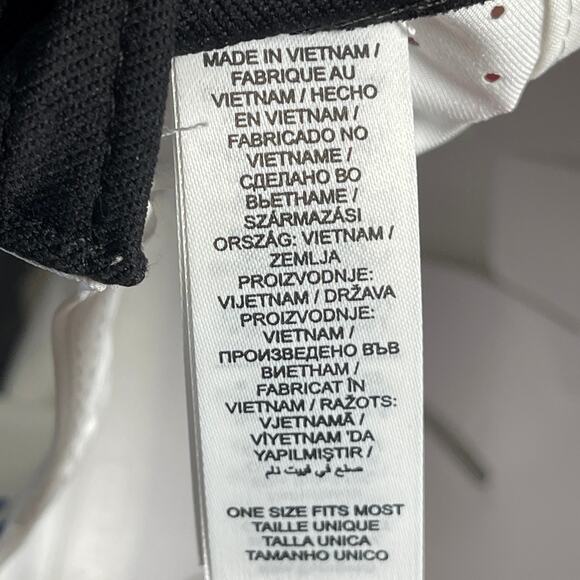 MADE IN VIETNAM /
FABRIQUE AU
VIETNAM / HECHO
EN VIETNAM /
FABRICADO NO
VIETNAME /
СДЕЛАНО ВО
ВЬЕТНАМЕ /
SZÁRMAZÁSI
ORSZÁG: VIETNAM /
ZEMLJA
PROIZVODNJE:
VIJETNAM / DRŽAVA
PROIZVODNJE:
VIETNAM /
ПРОИЗВЕДЕНО ВЪВ
ВИЕТНАМ /
FABRICAT ÎN
VIETNAM / RAŽOTS:
VJETNAMĀ /
VİYETNAM 'DA
YAPILMIŞTIR /
صنع في فييت نام
ONE SIZE FITS MOST
TAILLE UNIQUE
TALLA UNICA
TAMANHO UNICO